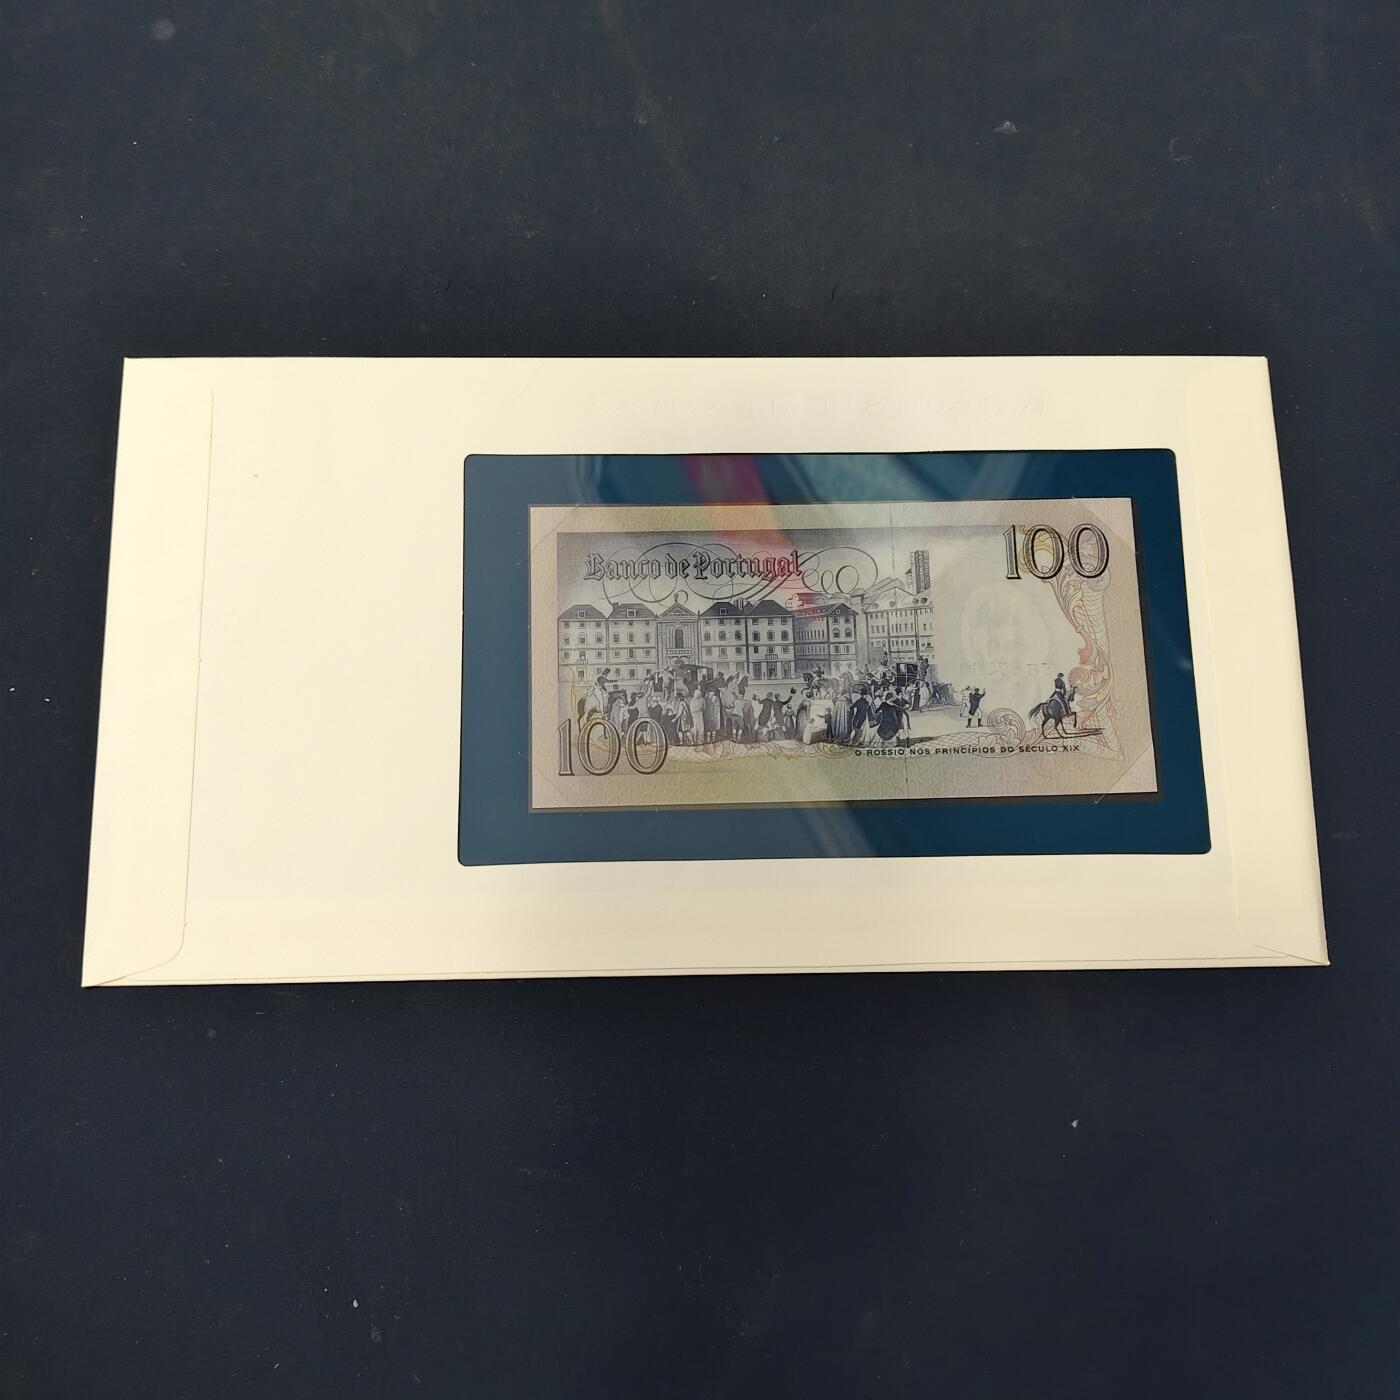 Banco de Portugal
100
100
O ROSSIO NOS PRINCÍPIOS DO SÉCULO XIX